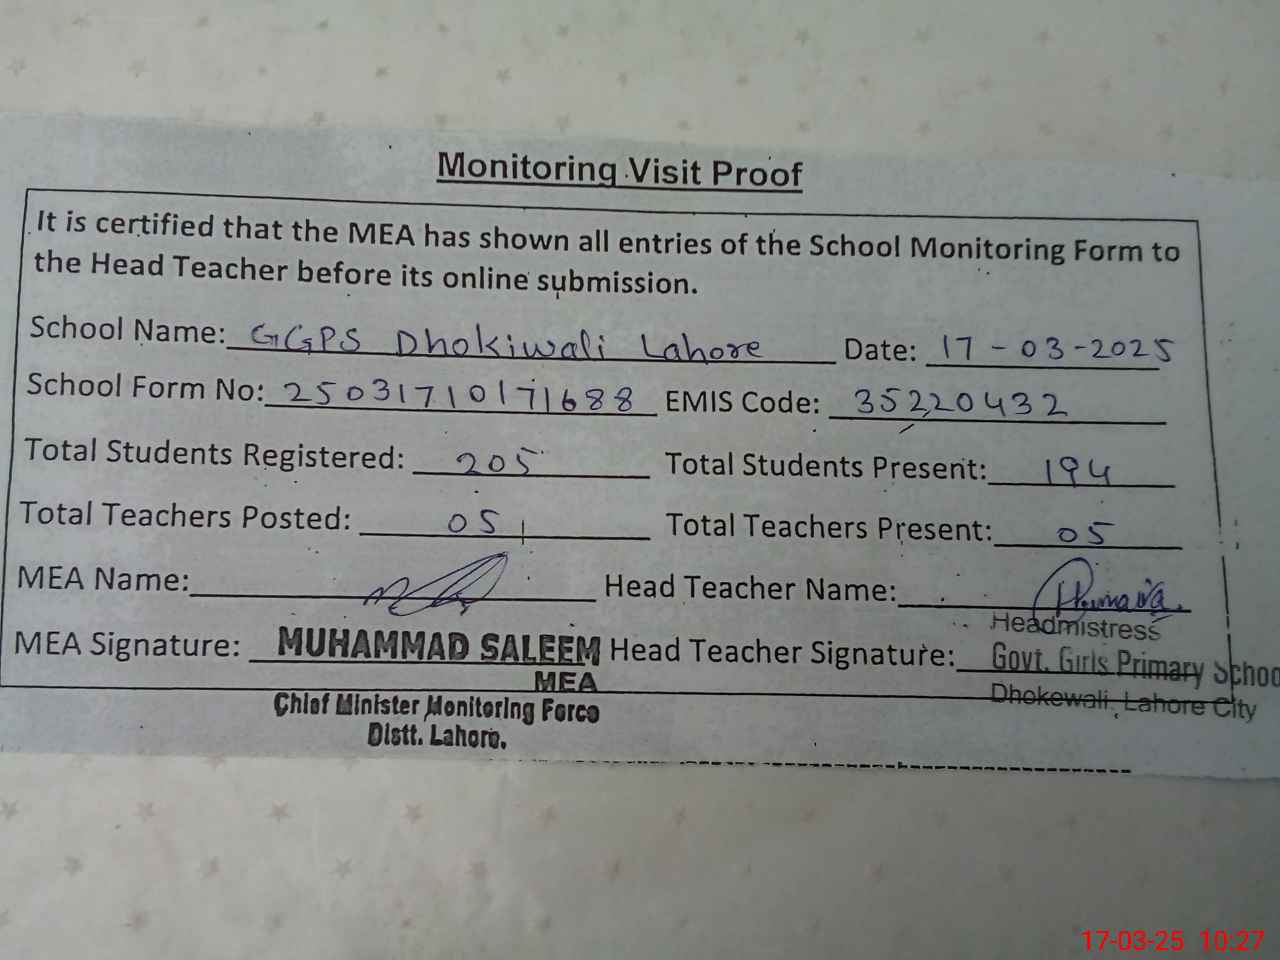 Monitoring Visit Proof
It is certified that the MEA has shown all entries of the School Monitoring Form to
the Head Teacher before its online submission.
School Name: GGPS Dhokiwali Lahore Date: 17-03-2025
School Form No: 25031710171688 EMIS Code: 35220432
Total Students Registered: 205 Total Students Present: 194
Total Teachers Posted: 05 Total Teachers Present: 05
MEA Name: Head Teacher Name:
Headmistress
MEA Signature: MUHAMMAD SALEEM Head Teacher Signature: Govt. Girls Primary School
MEA
Dhokewali, Lahore City
Chief Minister Monitoring Force
Distt. Lahore.
17-03-25 10:27